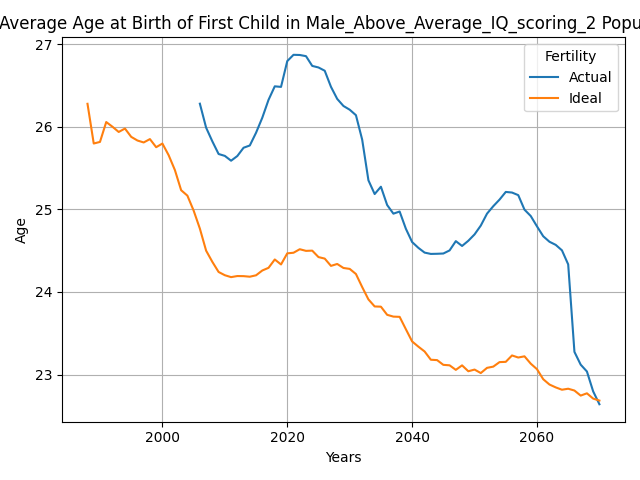 Average Age at Birth of First Child in Male_Above_Average_IQ_scoring_2 Popu
Fertility
Actual
Ideal
27
26
25
24
23
Age
2000
2020
2040
2060
Years